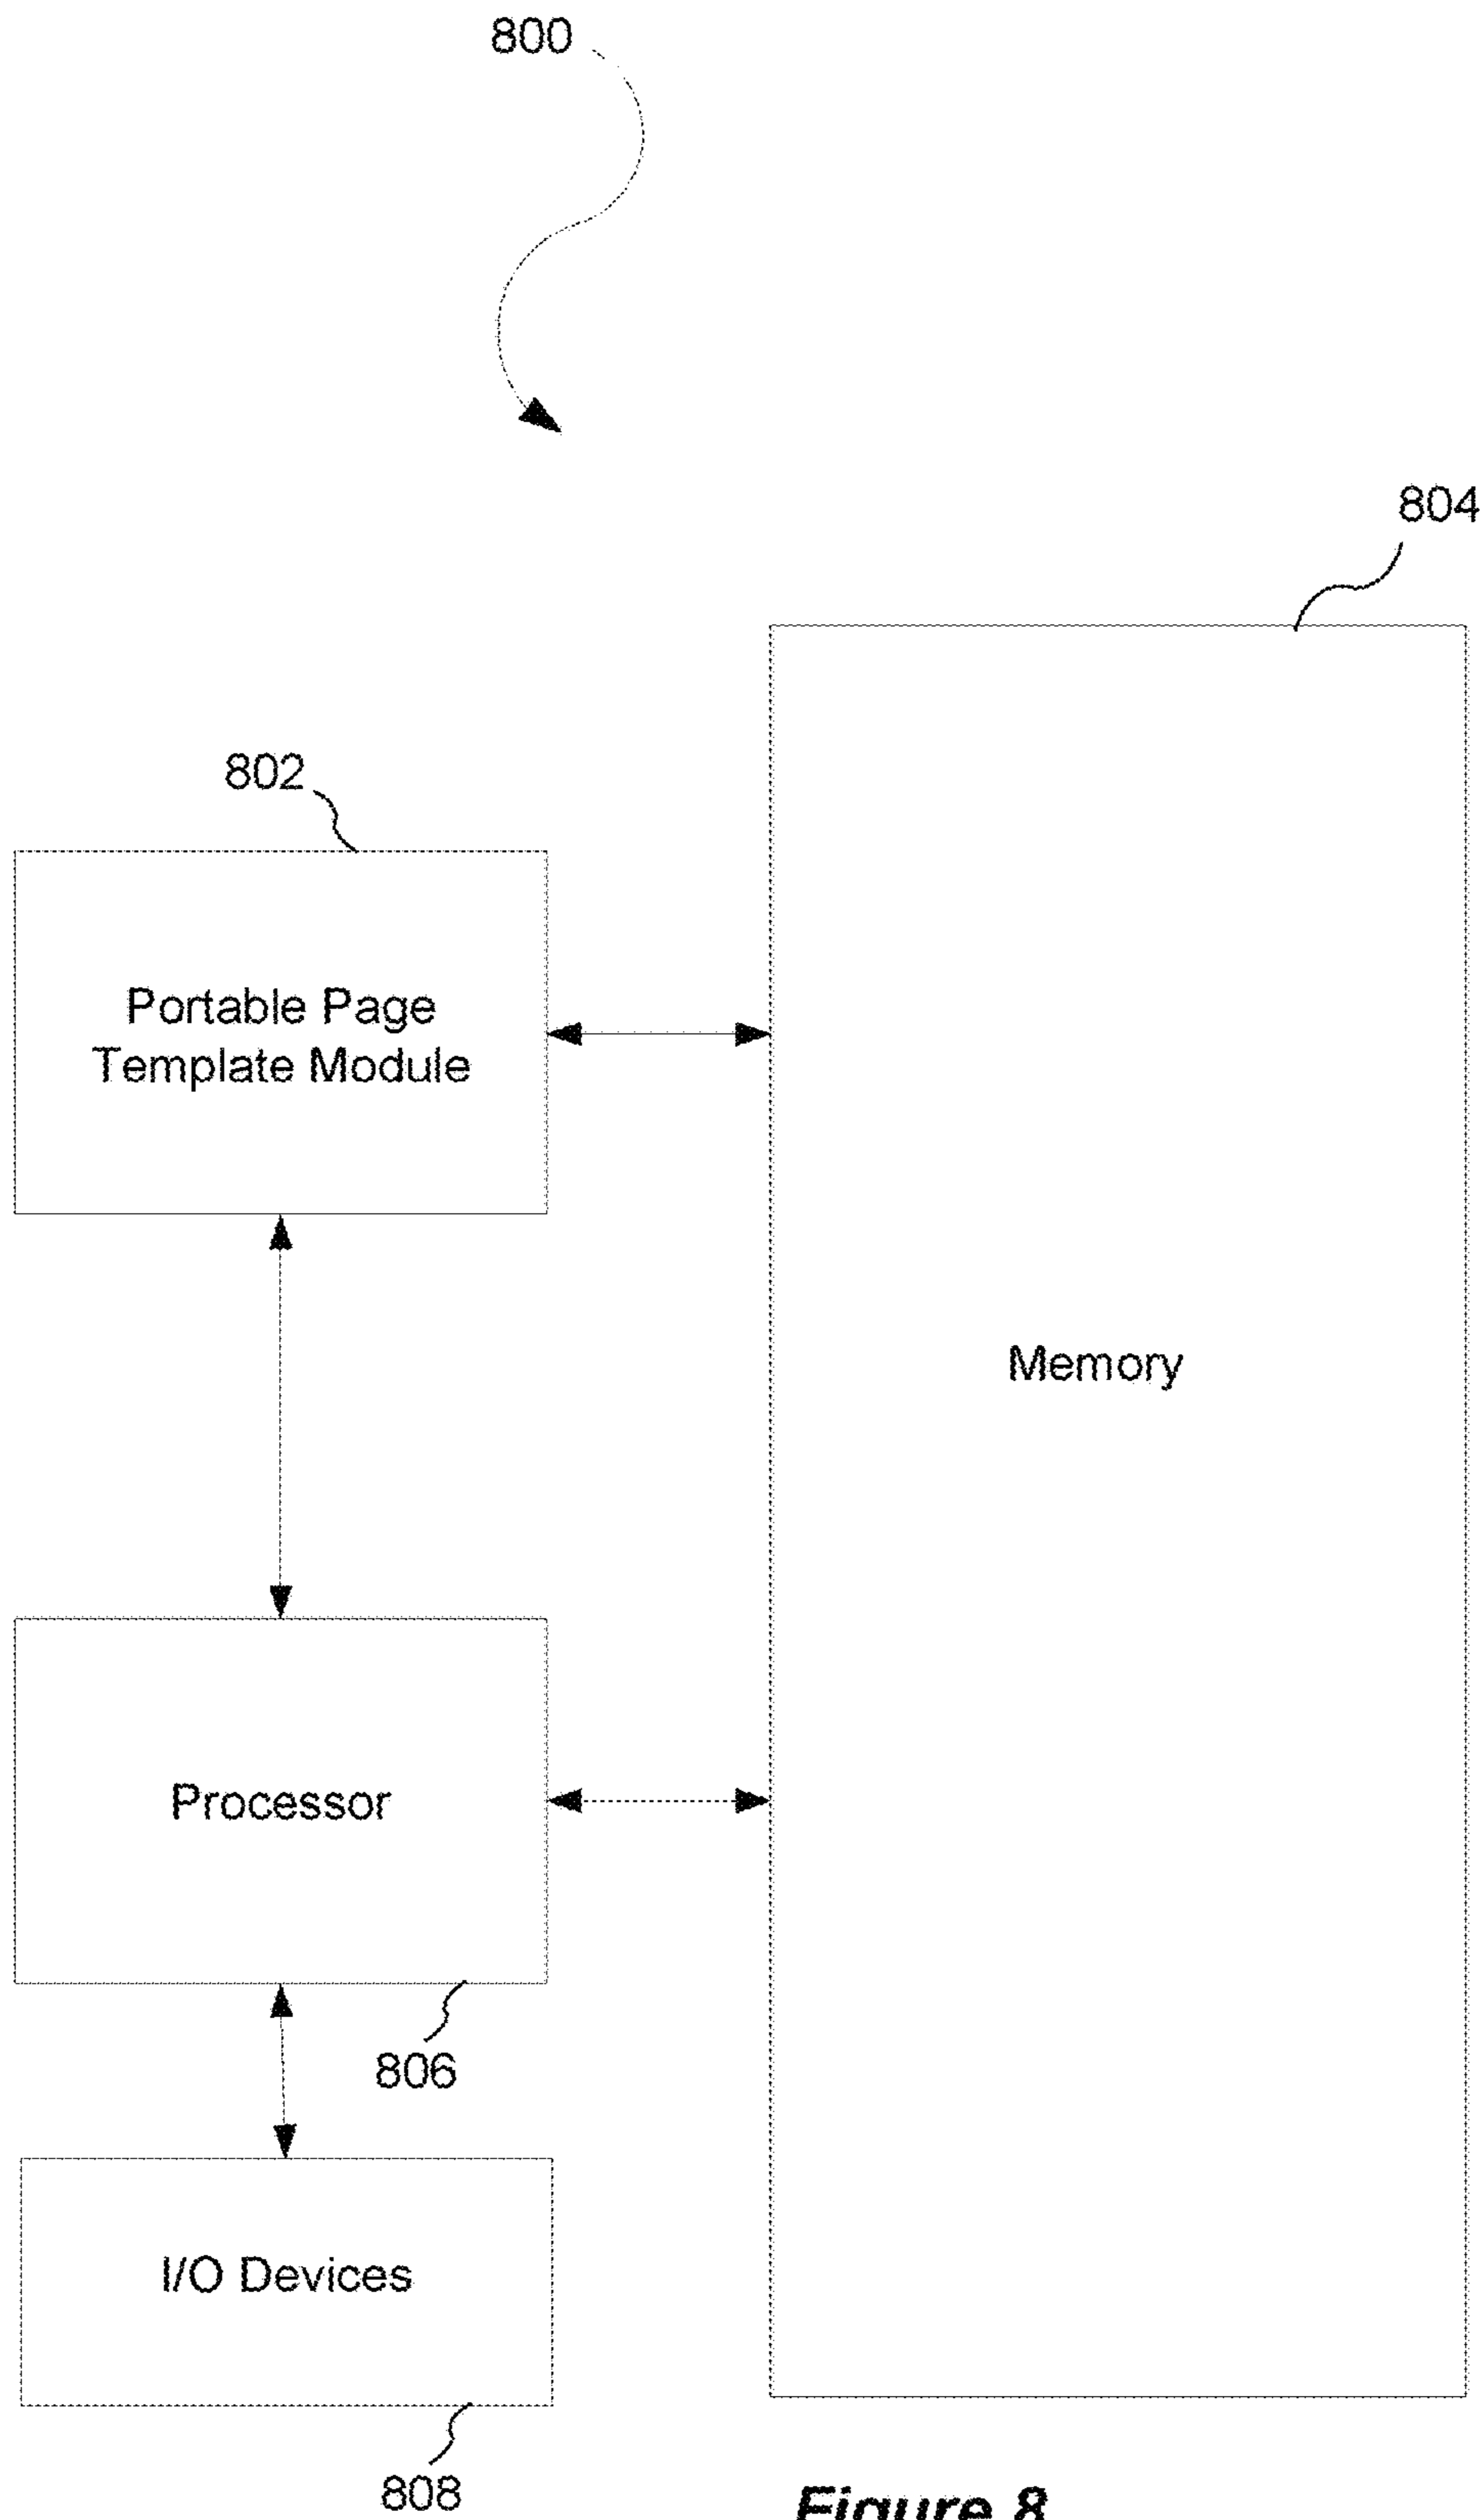 800
804
802
Portable Page
Template Module
Memory
Processor
806
I/O Devices
808
Figure 8